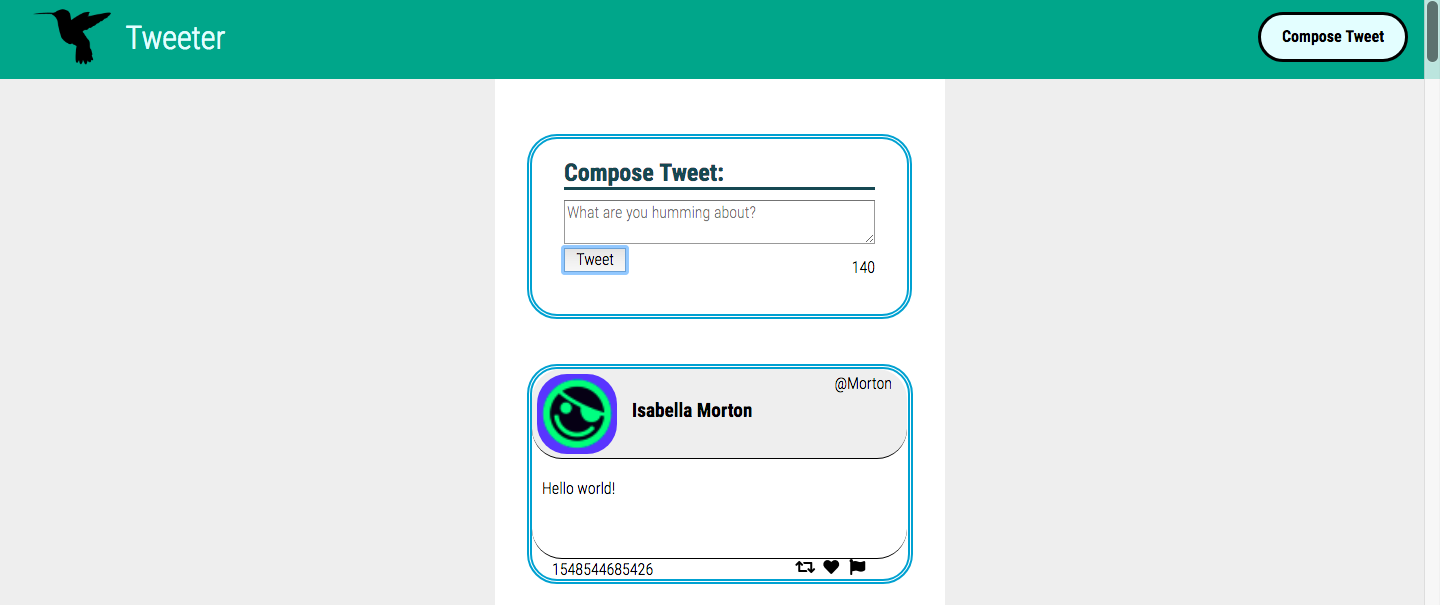 Tweeter
Compose Tweet
Compose Tweet:
What are you humming about?
Tweet
140
@Morton
Isabella Morton
Hello world!
1548544685426